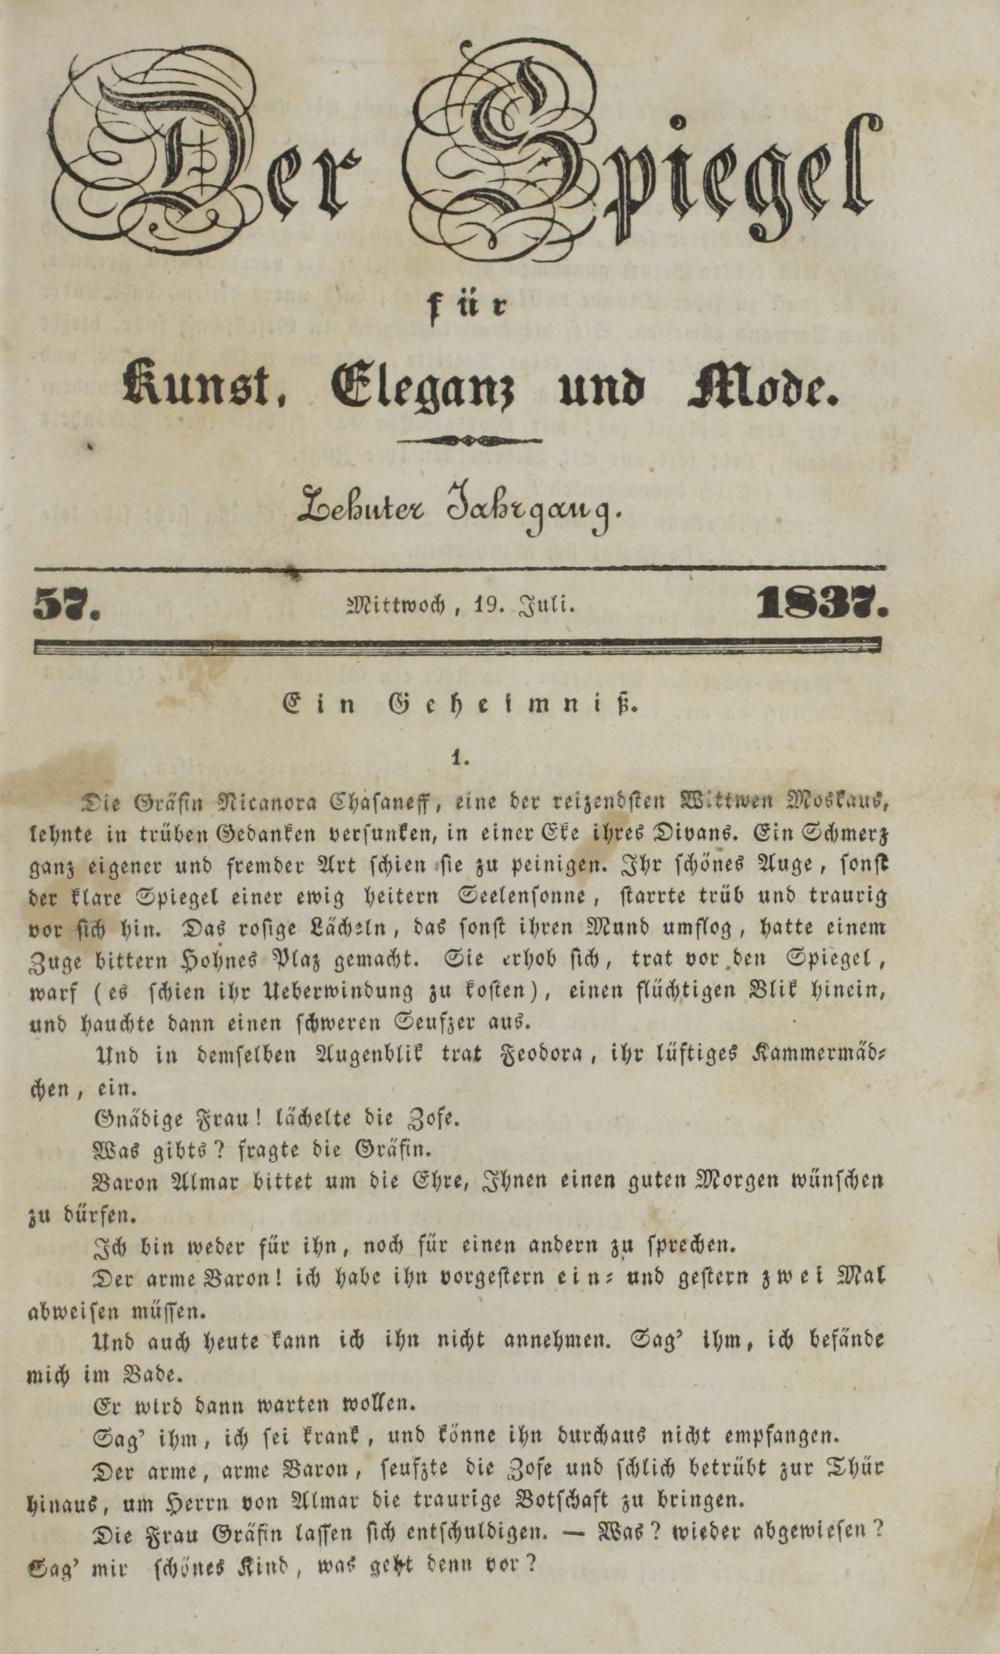 Der Spiegel
für
Kunst, Eleganz und Mode.
Zehnter Jahrgang.
57. Mittwoch, 19. Juli. 1837.
Ein Geheimniß.
1.
Die Gräfin Nicanora Chasaneff, eine der reizendsten Wittwen Moskaus,
lehnte in trüben Gedanken versunken, in einer Eke ihres Divans. Ein Schmerz
ganz eigener und fremder Art schien sie zu peinigen. Ihr schönes Auge, sonst
der klare Spiegel einer ewig heitern Seelensonne, starrte trüb und traurig
vor sich hin. Das rosige Lächeln, das sonst ihren Mund umflog, hatte einem
Zuge bittern Hohnes Plaz gemacht. Sie erhob sich, trat vor den Spiegel,
warf (es schien ihr Ueberwindung zu kosten), einen flüchtigen Blik hinein,
und hauchte dann einen schweren Seufzer aus.
Und in demselben Augenblik trat Feodora, ihr lüftiges Kammermäd-
chen, ein.
Gnädige Frau! lächelte die Zofe.
Was gibts? fragte die Gräfin.
Baron Almar bittet um die Ehre, Ihnen einen guten Morgen wünschen
zu dürfen.
Ich bin weder für ihn, noch für einen andern zu sprechen.
Der arme Baron! ich habe ihn vorgestern ein- und gestern zwei Mal
abweisen müssen.
Und auch heute kann ich ihn nicht annehmen. Sag' ihm, ich befände
mich im Bade.
Er wird dann warten wollen.
Sag' ihm, ich sei krank, und könne ihn durchaus nicht empfangen.
Der arme, arme Baron, seufzte die Zofe und schlich betrübt zur Thür
hinaus, um Herrn von Almar die traurige Botschaft zu bringen.
Die Frau Gräfin lassen sich entschuldigen. — Was? wieder abgewiesen?
Sag' mir schönes Kind, was geht denn vor?